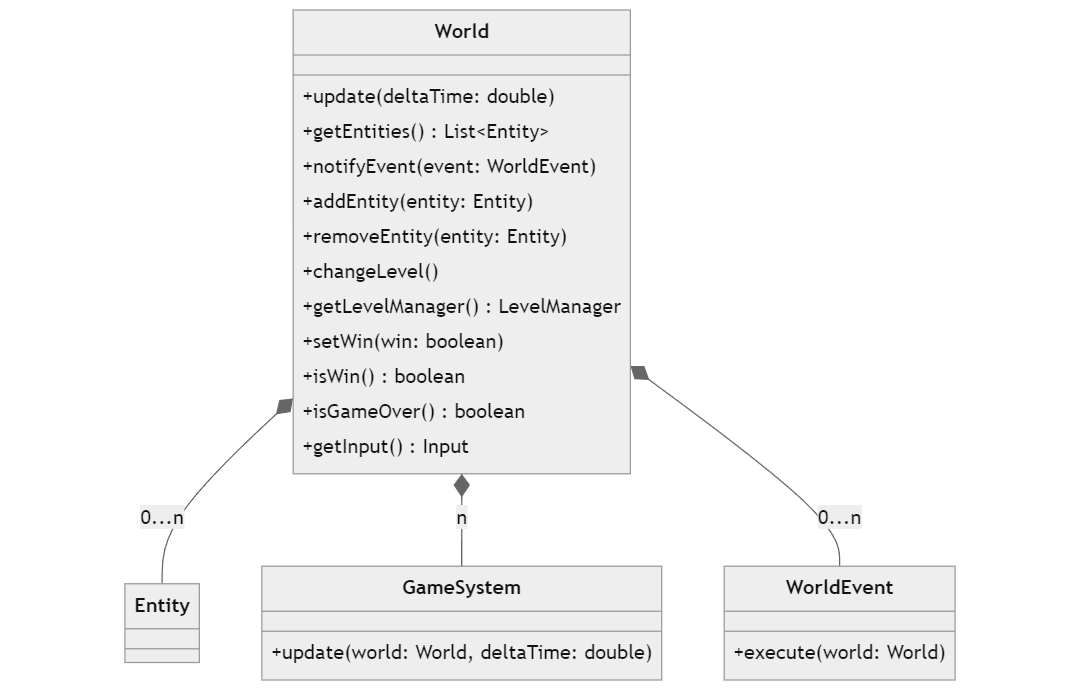 World
+update(deltaTime: double)
+getEntities() : List<Entity>
+notifyEvent(event: WorldEvent)
+addEntity(entity: Entity)
+removeEntity(entity: Entity)
+changeLevel()
+getLevelManager() : LevelManager
+setWin(win: boolean)
+isWin() : boolean
+isGameOver() : boolean
+getInput() : Input
0...n
n
0...n
Entity
GameSystem
+update(world: World, deltaTime: double)
WorldEvent
+execute(world: World)